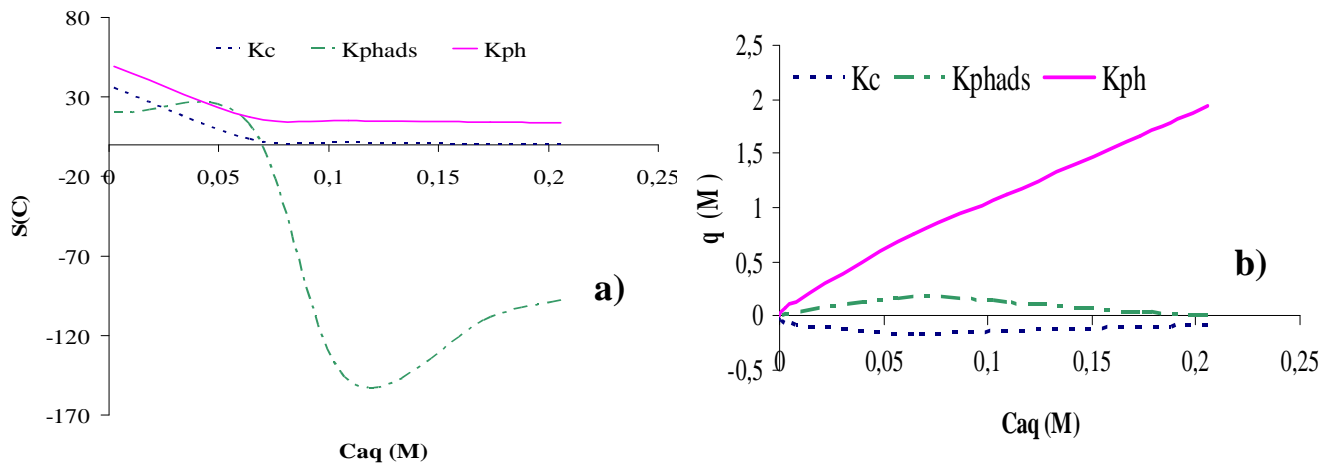 80
Kc Kphads Kph
30
0 0,05 0,1 0,15 0,2 0,25
-20
-70
-120
-170
S(C)
Caq (M)
a)
2,5
Kc Kphads Kph
2
1,5
1
0,5
0
0 0,05 0,1 0,15 0,2 0,25
-0,5
q (M)
Caq (M)
b)